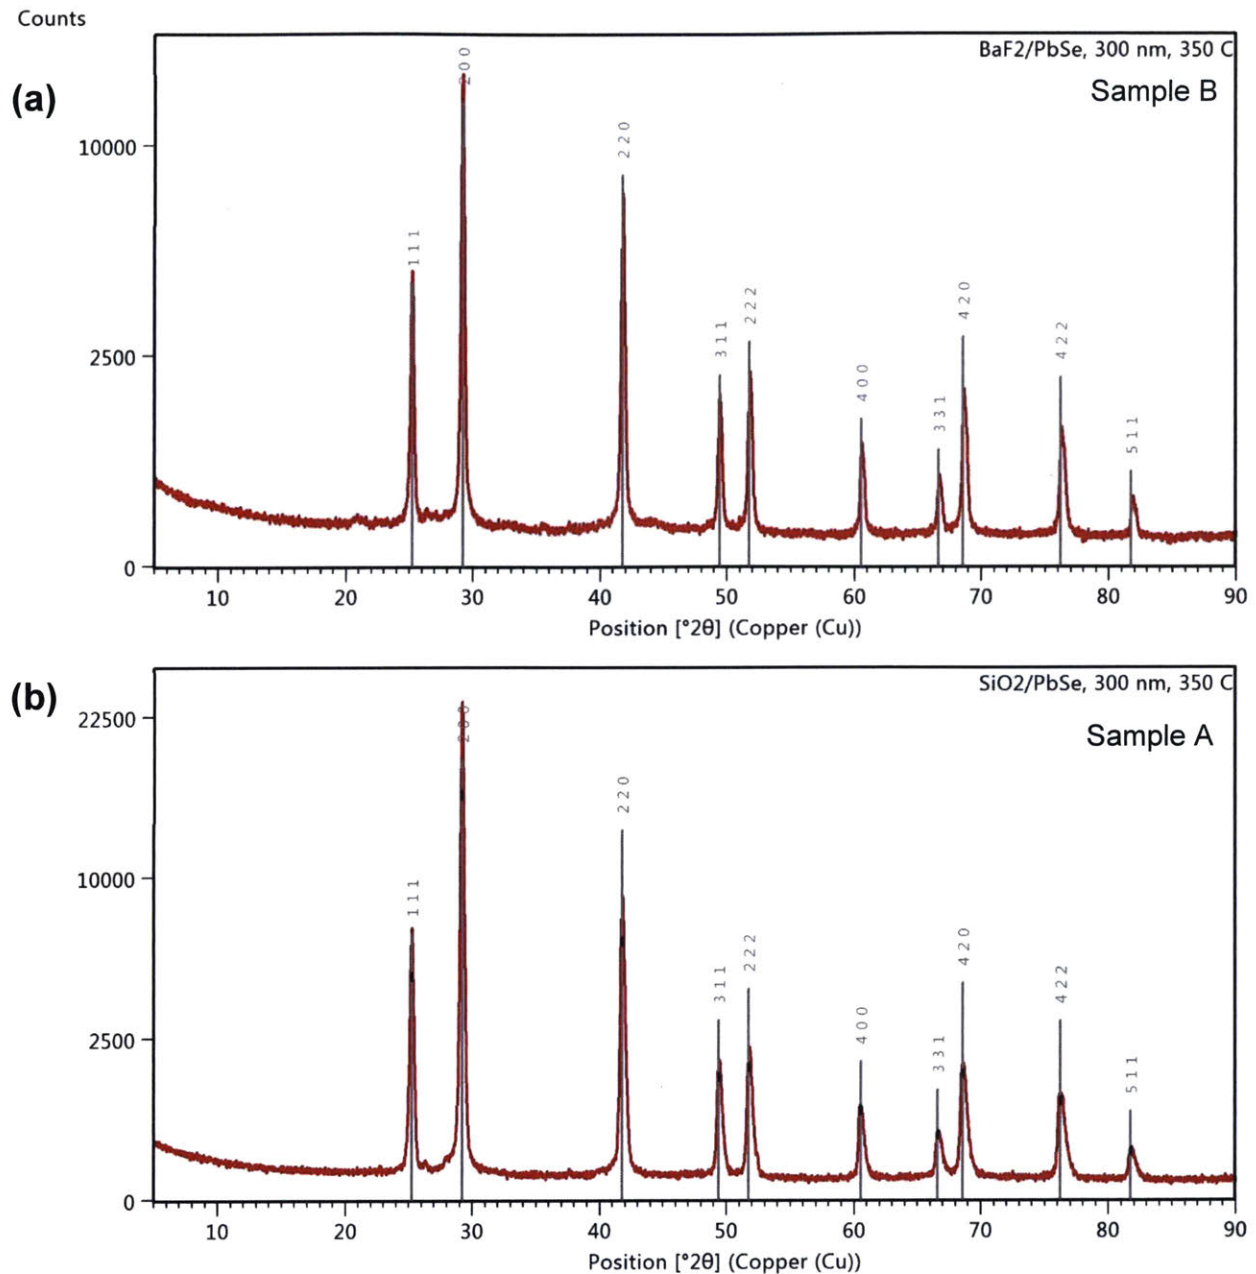 Counts
(a)
BaF2/PbSe, 300 nm, 350 C
Sample B
10000
2500
0
1 1 1
2 0 0
2 2 0
3 1 1
2 2 2
4 0 0
3 3 1
4 2 0
4 2 2
5 1 1
10 20 30 40 50 60 70 80 90
Position [°2θ] (Copper (Cu))
(b)
SiO2/PbSe, 300 nm, 350 C
Sample A
22500
10000
2500
0
1 1 1
2 0 0
2 2 0
3 1 1
2 2 2
4 0 0
3 3 1
4 2 0
4 2 2
5 1 1
10 20 30 40 50 60 70 80 90
Position [°2θ] (Copper (Cu))